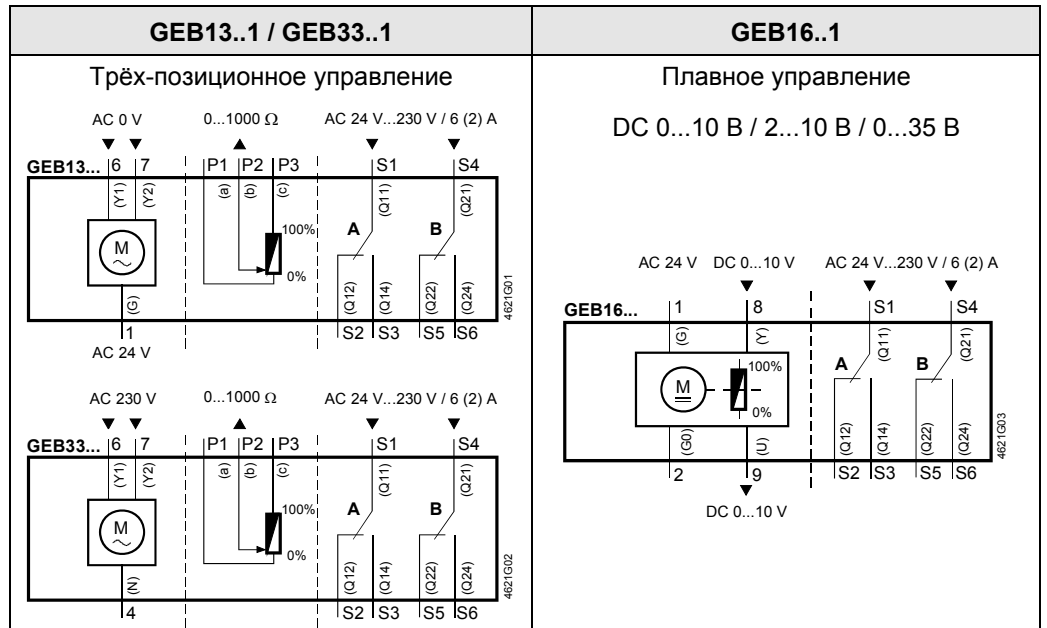 GEB13..1 / GEB33..1
Трёх-позиционное управление
AC 0 V 0...1000 Ω AC 24 V...230 V / 6 (2) A
GEB13... 6 7 P1 P2 P3 S1 S4
(Y1) (Y2) (a) (b) (c) (Q11) (Q21)
M A B
100%
0%
(G) (Q12) (Q14) (Q22) (Q24)
1 S2 S3 S5 S6
AC 24 V
4621G01
AC 230 V 0...1000 Ω AC 24 V...230 V / 6 (2) A
GEB33... 6 7 P1 P2 P3 S1 S4
(Y1) (Y2) (a) (b) (c) (Q11) (Q21)
M A B
100%
0%
(N) (Q12) (Q14) (Q22) (Q24)
4 S2 S3 S5 S6
4621G02
GEB16..1
Плавное управление
DC 0...10 В / 2...10 В / 0...35 В
AC 24 V DC 0...10 V AC 24 V...230 V / 6 (2) A
GEB16... 1 8 S1 S4
(G) (Y) (Q11) (Q21)
M A B
100%
0%
(G0) (U) (Q12) (Q14) (Q22) (Q24)
2 9 S2 S3 S5 S6
DC 0...10 V
4621G03